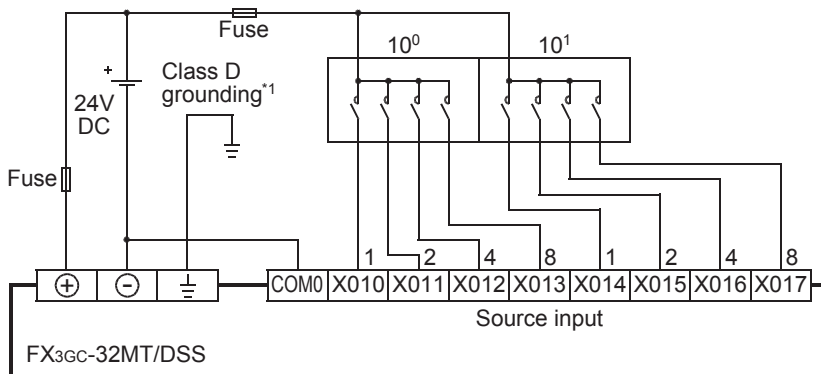 Fuse
10⁰ 10¹
+
Class D
grounding*1
24V
DC
Fuse
1 2 4 8 1 2 4 8
+ - COM0 X010 X011 X012 X013 X014 X015 X016 X017
Source input
FX3GC-32MT/DSS